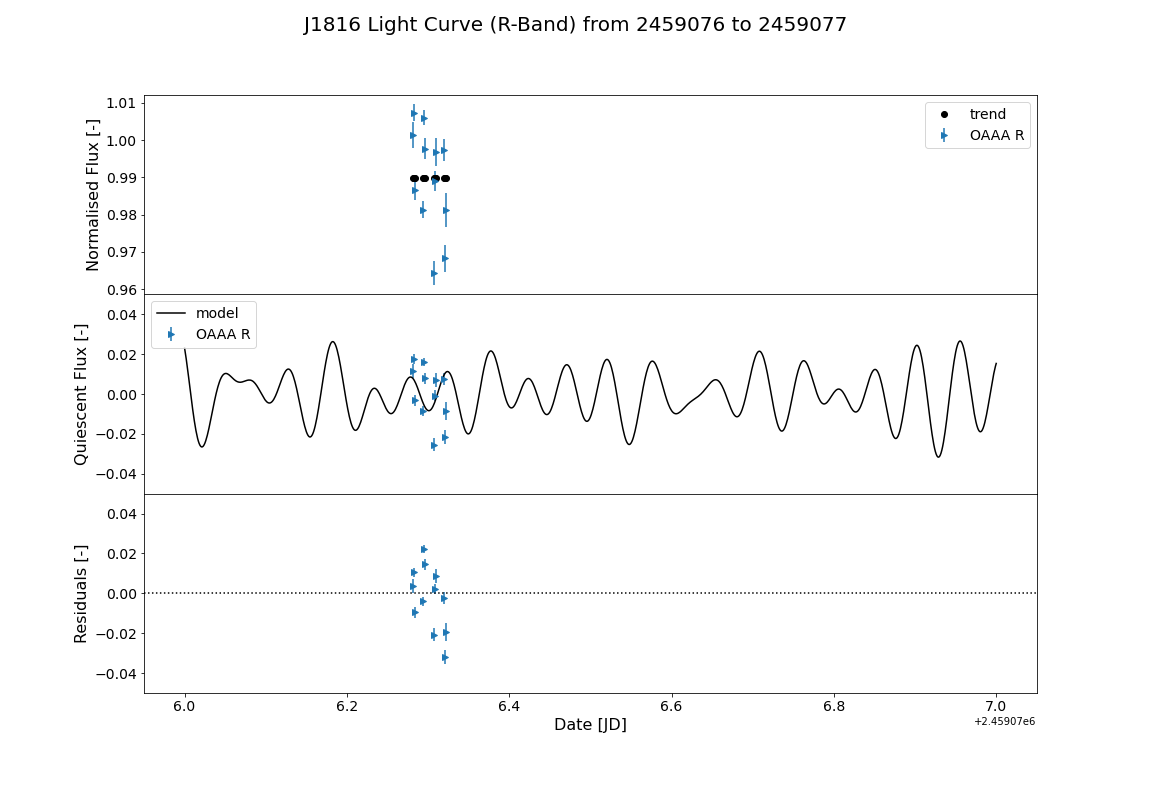 J1816 Light Curve (R-Band) from 2459076 to 2459077
1.01
1.00
0.99
0.98
0.97
0.96
Normalised Flux [-]
trend
OAAA R
0.04
0.02
0.00
−0.02
−0.04
Quiescent Flux [-]
model
OAAA R
0.04
0.02
0.00
−0.02
−0.04
Residuals [-]
6.0 6.2 6.4 6.6 6.8 7.0
Date [JD]
+2.45907e6